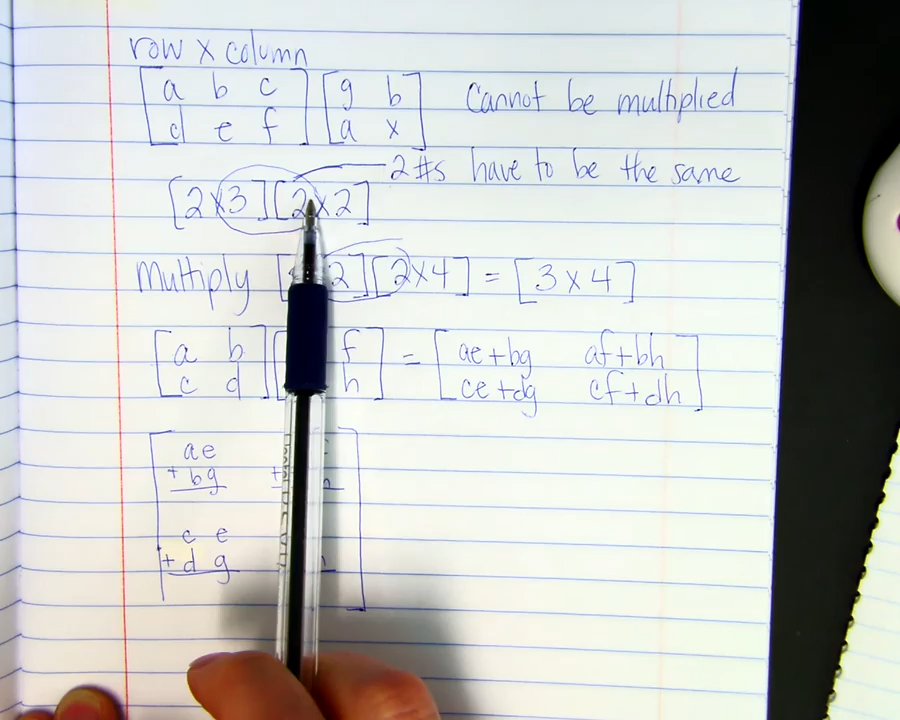 row x column
[a b c] [g b] Cannot be multiplied
[d e f] [a x]
2 #s have to be the same
[2x3][2x2]
Multiply [ 2][2x4] = [3x4]
[a b] [ f] = [ae+bg af+bh]
[c d] [ h] [ce+dg cf+dh]
ae
+ bg +
c e
+ d g